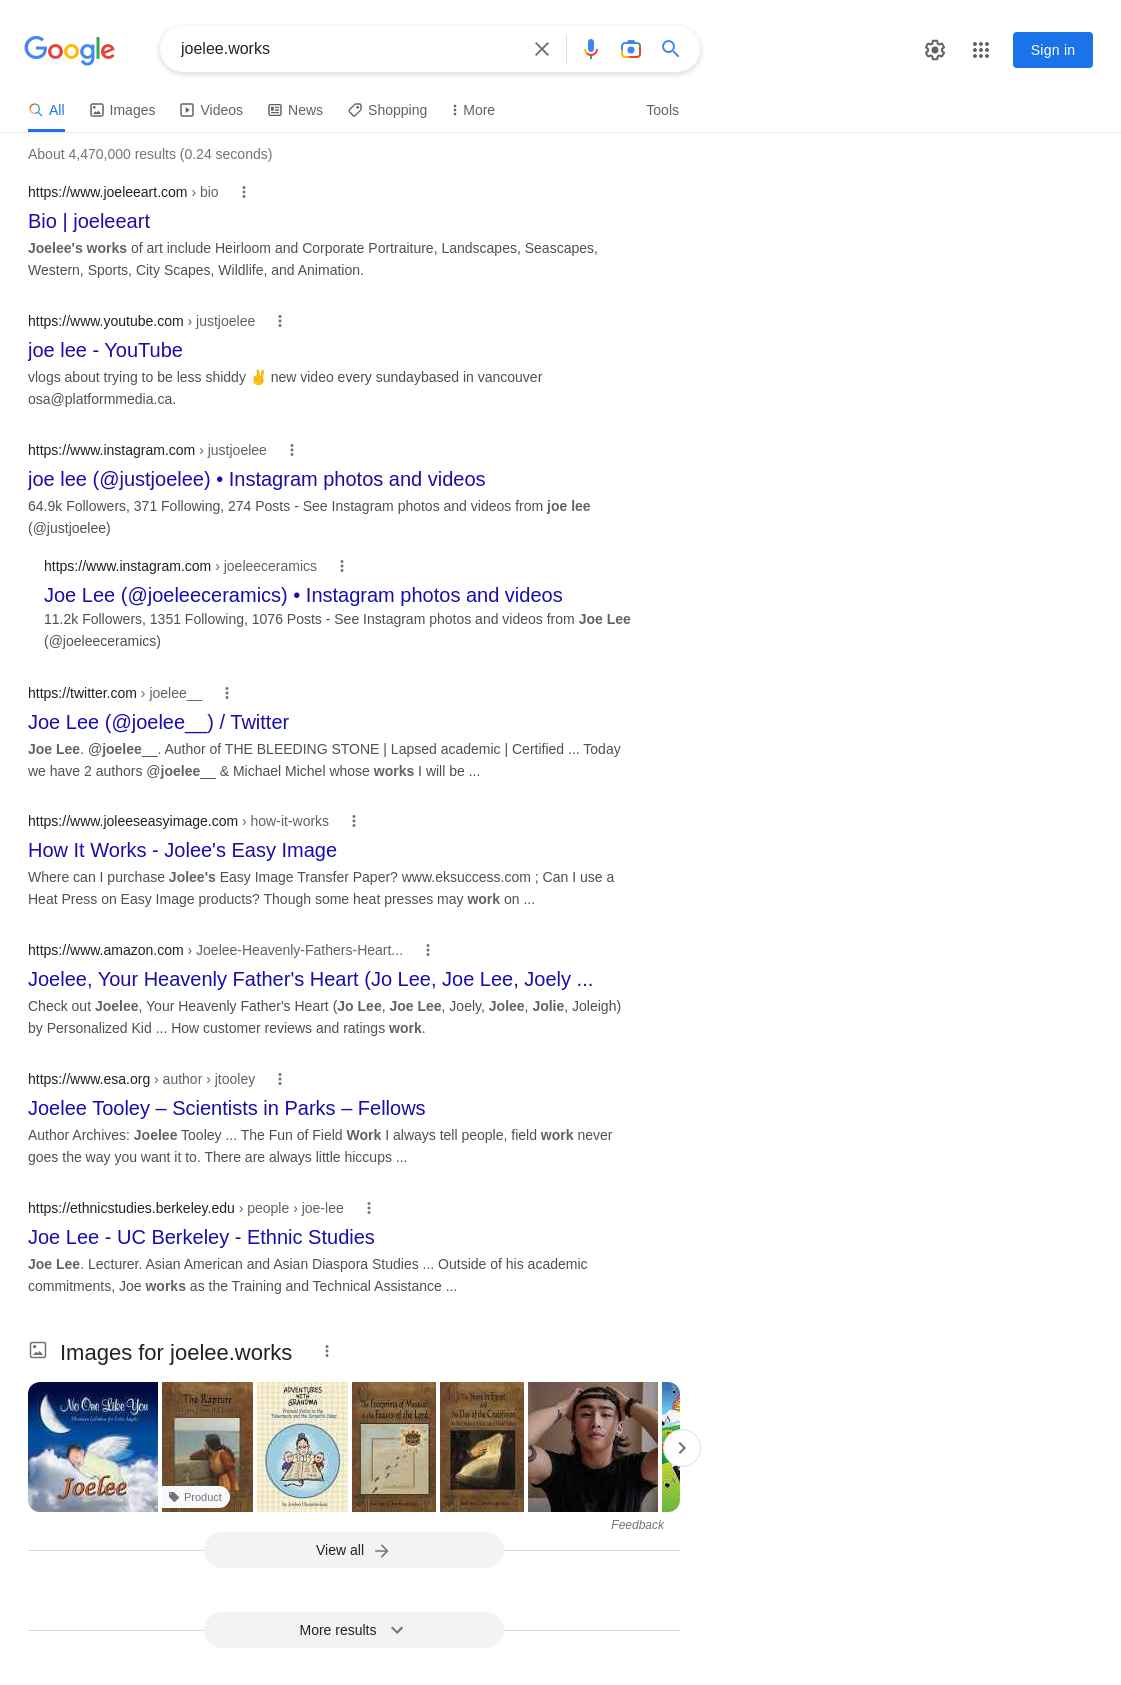 Google
joelee.works
Sign in
All
Images
Videos
News
Shopping
More
Tools
About 4,470,000 results (0.24 seconds)
https://www.joeleeart.com › bio
Bio | joeleeart
Joelee's works of art include Heirloom and Corporate Portraiture, Landscapes, Seascapes,
Western, Sports, City Scapes, Wildlife, and Animation.
https://www.youtube.com › justjoelee
joe lee - YouTube
vlogs about trying to be less shiddy ✌ new video every sundaybased in vancouver
osa@platformmedia.ca.
https://www.instagram.com › justjoelee
joe lee (@justjoelee) • Instagram photos and videos
64.9k Followers, 371 Following, 274 Posts - See Instagram photos and videos from joe lee
(@justjoelee)
https://www.instagram.com › joeleeceramics
Joe Lee (@joeleeceramics) • Instagram photos and videos
11.2k Followers, 1351 Following, 1076 Posts - See Instagram photos and videos from Joe Lee
(@joeleeceramics)
https://twitter.com › joelee__
Joe Lee (@joelee__) / Twitter
Joe Lee. @joelee__. Author of THE BLEEDING STONE | Lapsed academic | Certified ... Today
we have 2 authors @joelee__ & Michael Michel whose works I will be ...
https://www.joleeseasyimage.com › how-it-works
How It Works - Jolee's Easy Image
Where can I purchase Jolee's Easy Image Transfer Paper? www.eksuccess.com ; Can I use a
Heat Press on Easy Image products? Though some heat presses may work on ...
https://www.amazon.com › Joelee-Heavenly-Fathers-Heart...
Joelee, Your Heavenly Father's Heart (Jo Lee, Joe Lee, Joely ...
Check out Joelee, Your Heavenly Father's Heart (Jo Lee, Joe Lee, Joely, Jolee, Jolie, Joleigh)
by Personalized Kid ... How customer reviews and ratings work.
https://www.esa.org › author › jtooley
Joelee Tooley – Scientists in Parks – Fellows
Author Archives: Joelee Tooley ... The Fun of Field Work I always tell people, field work never
goes the way you want it to. There are always little hiccups ...
https://ethnicstudies.berkeley.edu › people › joe-lee
Joe Lee - UC Berkeley - Ethnic Studies
Joe Lee. Lecturer. Asian American and Asian Diaspora Studies ... Outside of his academic
commitments, Joe works as the Training and Technical Assistance ...
Images for joelee.works
No One Like You
Joelee
The Rapture
Product
ADVENTURES
WITH
GRANDMA
The Footprints of Messiah
in the Feasts of the Lord
Feedback
View all
More results